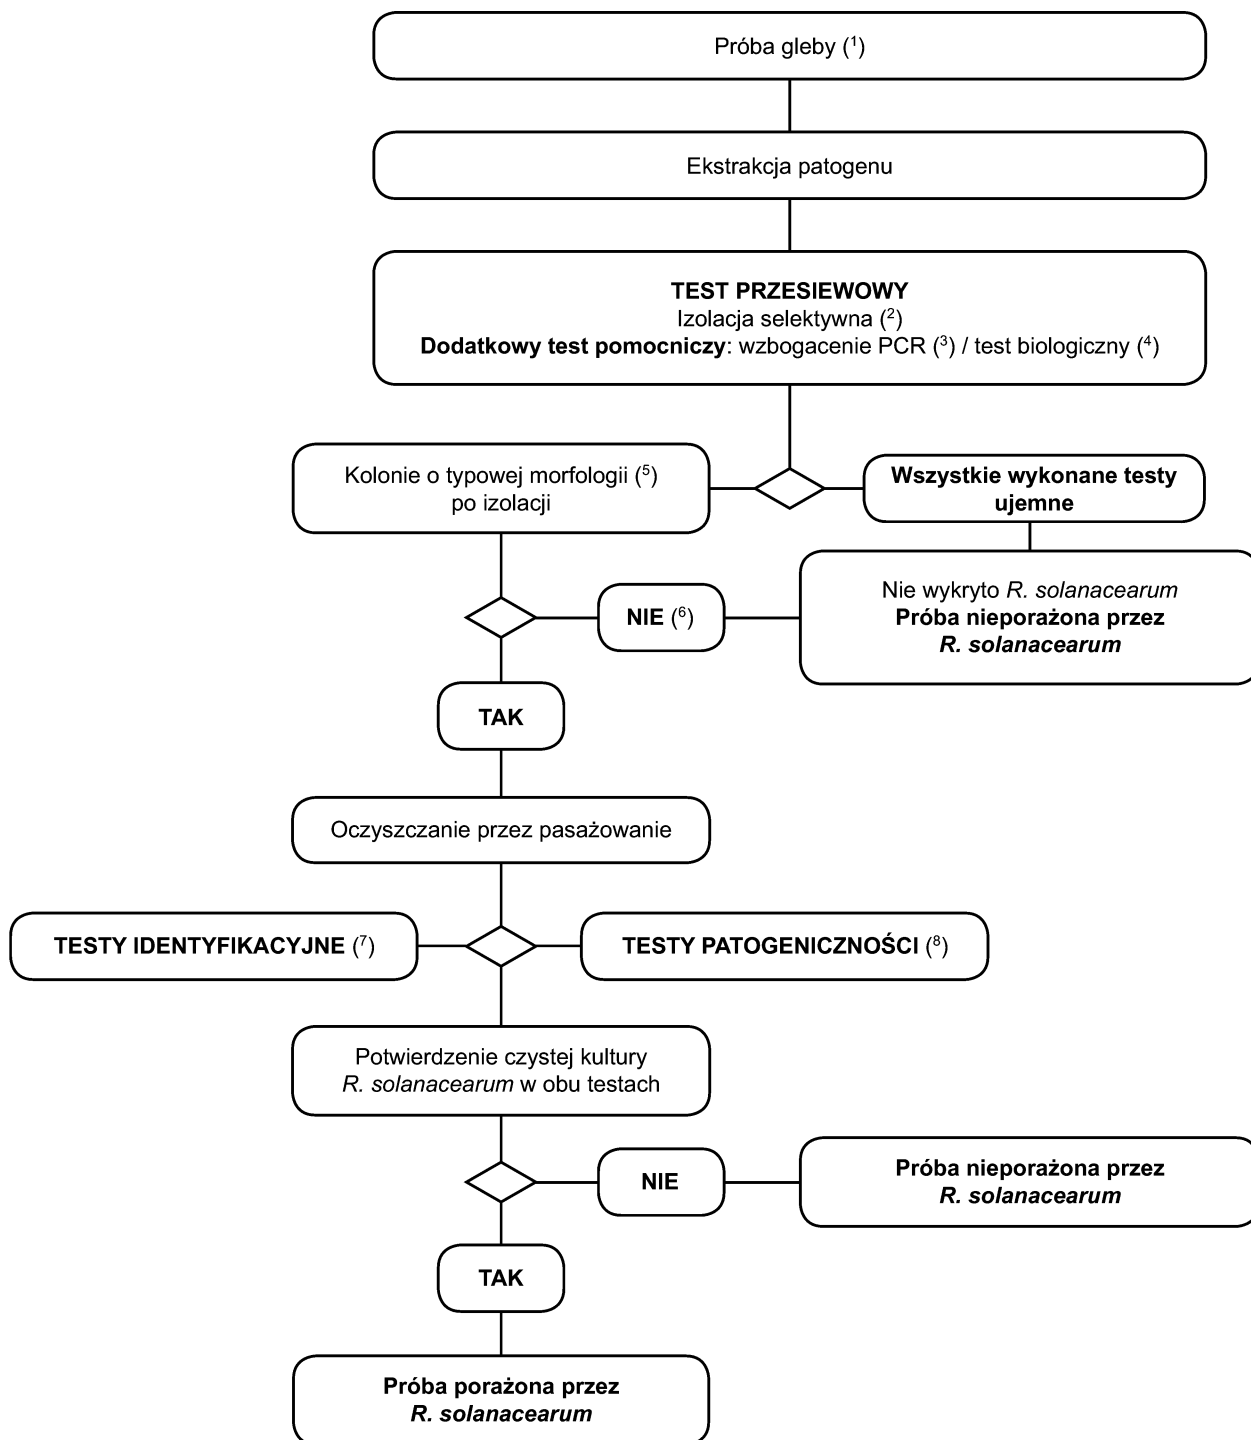 Próba gleby (¹)
Ekstrakcja patogenu
TEST PRZESIEWOWY
Izolacja selektywna (²)
Dodatkowy test pomocniczy: wzbogacenie PCR (³) / test biologiczny (⁴)
Kolonie o typowej morfologii (⁵)
po izolacji
Wszystkie wykonane testy
ujemne
Nie wykryto R. solanacearum
Próba nieporażona przez
R. solanacearum
NIE (⁶)
TAK
Oczyszczanie przez pasażowanie
TESTY IDENTYFIKACYJNE (⁷)
TESTY PATOGENICZNOŚCI (⁸)
Potwierdzenie czystej kultury
R. solanacearum w obu testach
NIE
Próba nieporażona przez
R. solanacearum
TAK
Próba porażona przez
R. solanacearum